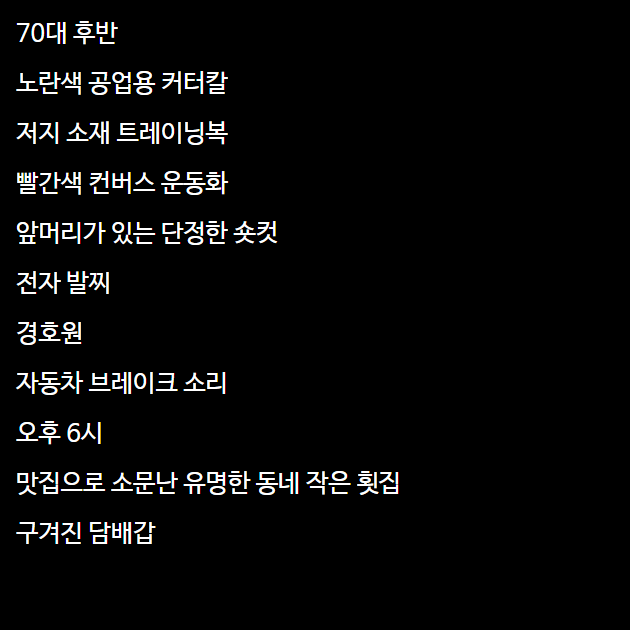 70대 후반
노란색 공업용 커터칼
저지 소재 트레이닝복
빨간색 컨버스 운동화
앞머리가 있는 단정한 숏컷
전자 발찌
경호원
자동차 브레이크 소리
오후 6시
맛집으로 소문난 유명한 동네 작은 횟집
구겨진 담배갑